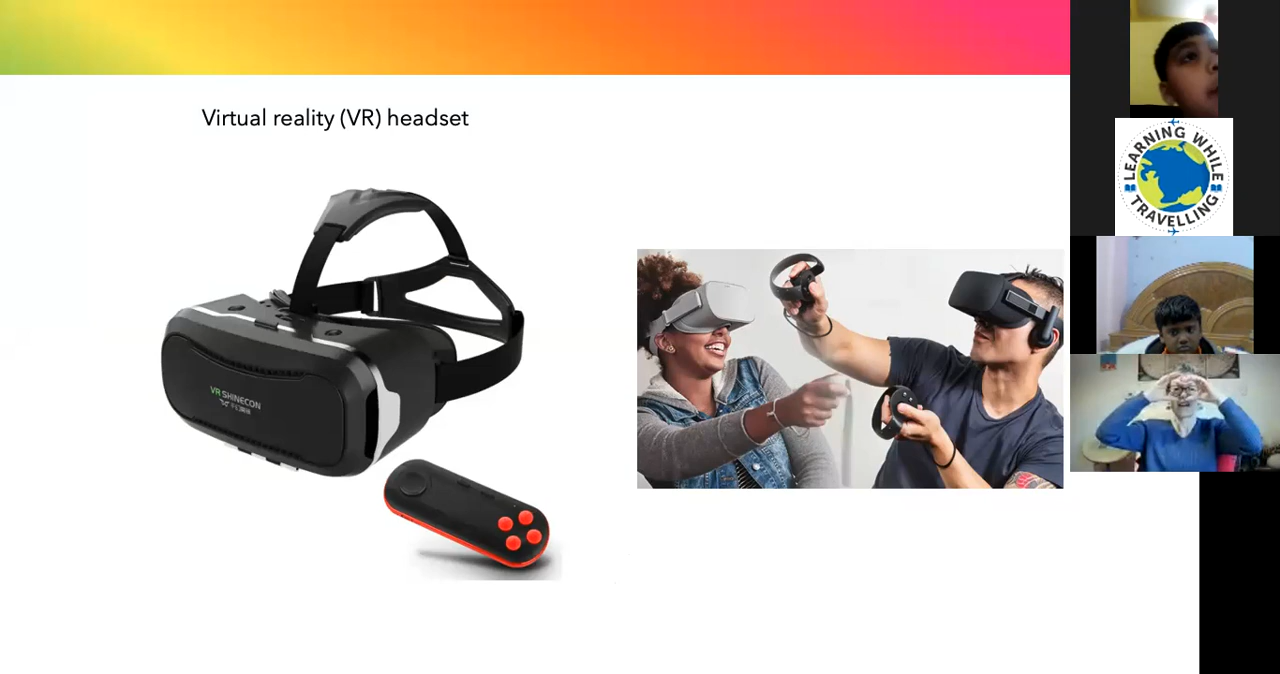 Virtual reality (VR) headset
VR SHINECON
LEARNING WHILE
TRAVELLING